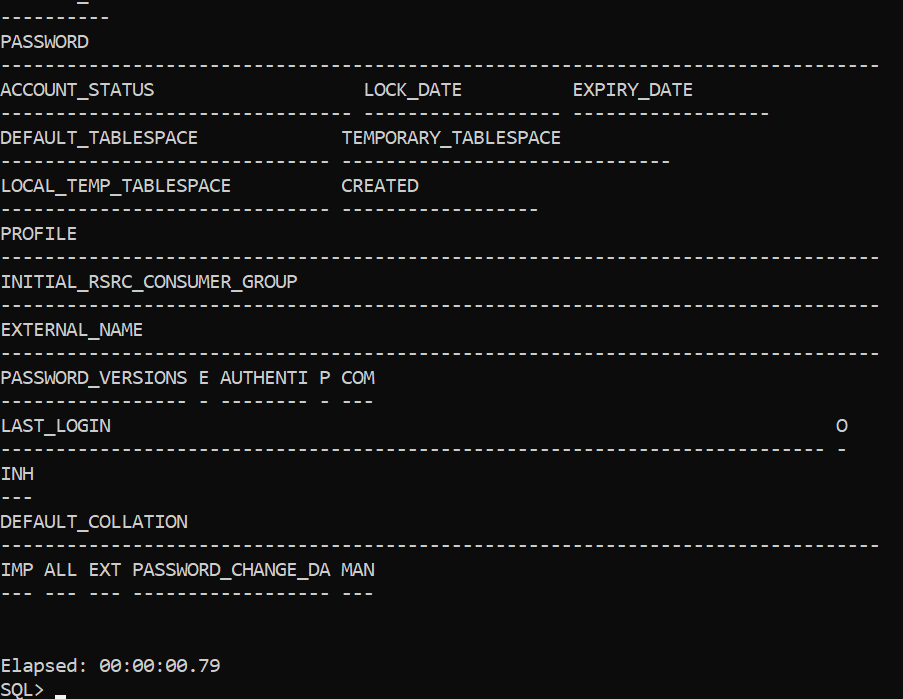 ----------
PASSWORD
--------------------------------------------------------------------------------
ACCOUNT_STATUS                   LOCK_DATE          EXPIRY_DATE
-------------------------------- ------------------ ------------------
DEFAULT_TABLESPACE             TEMPORARY_TABLESPACE
------------------------------ ------------------------------
LOCAL_TEMP_TABLESPACE          CREATED
------------------------------ ------------------
PROFILE
--------------------------------------------------------------------------------
INITIAL_RSRC_CONSUMER_GROUP
--------------------------------------------------------------------------------
EXTERNAL_NAME
--------------------------------------------------------------------------------
PASSWORD_VERSIONS E AUTHENTI P COM
----------------- - -------- - ---
LAST_LOGIN                                                                  O
--------------------------------------------------------------------------- -
INH
---
DEFAULT_COLLATION
--------------------------------------------------------------------------------
IMP ALL EXT PASSWORD_CHANGE_DA MAN
--- --- --- ------------------ ---
Elapsed: 00:00:00.79
SQL>